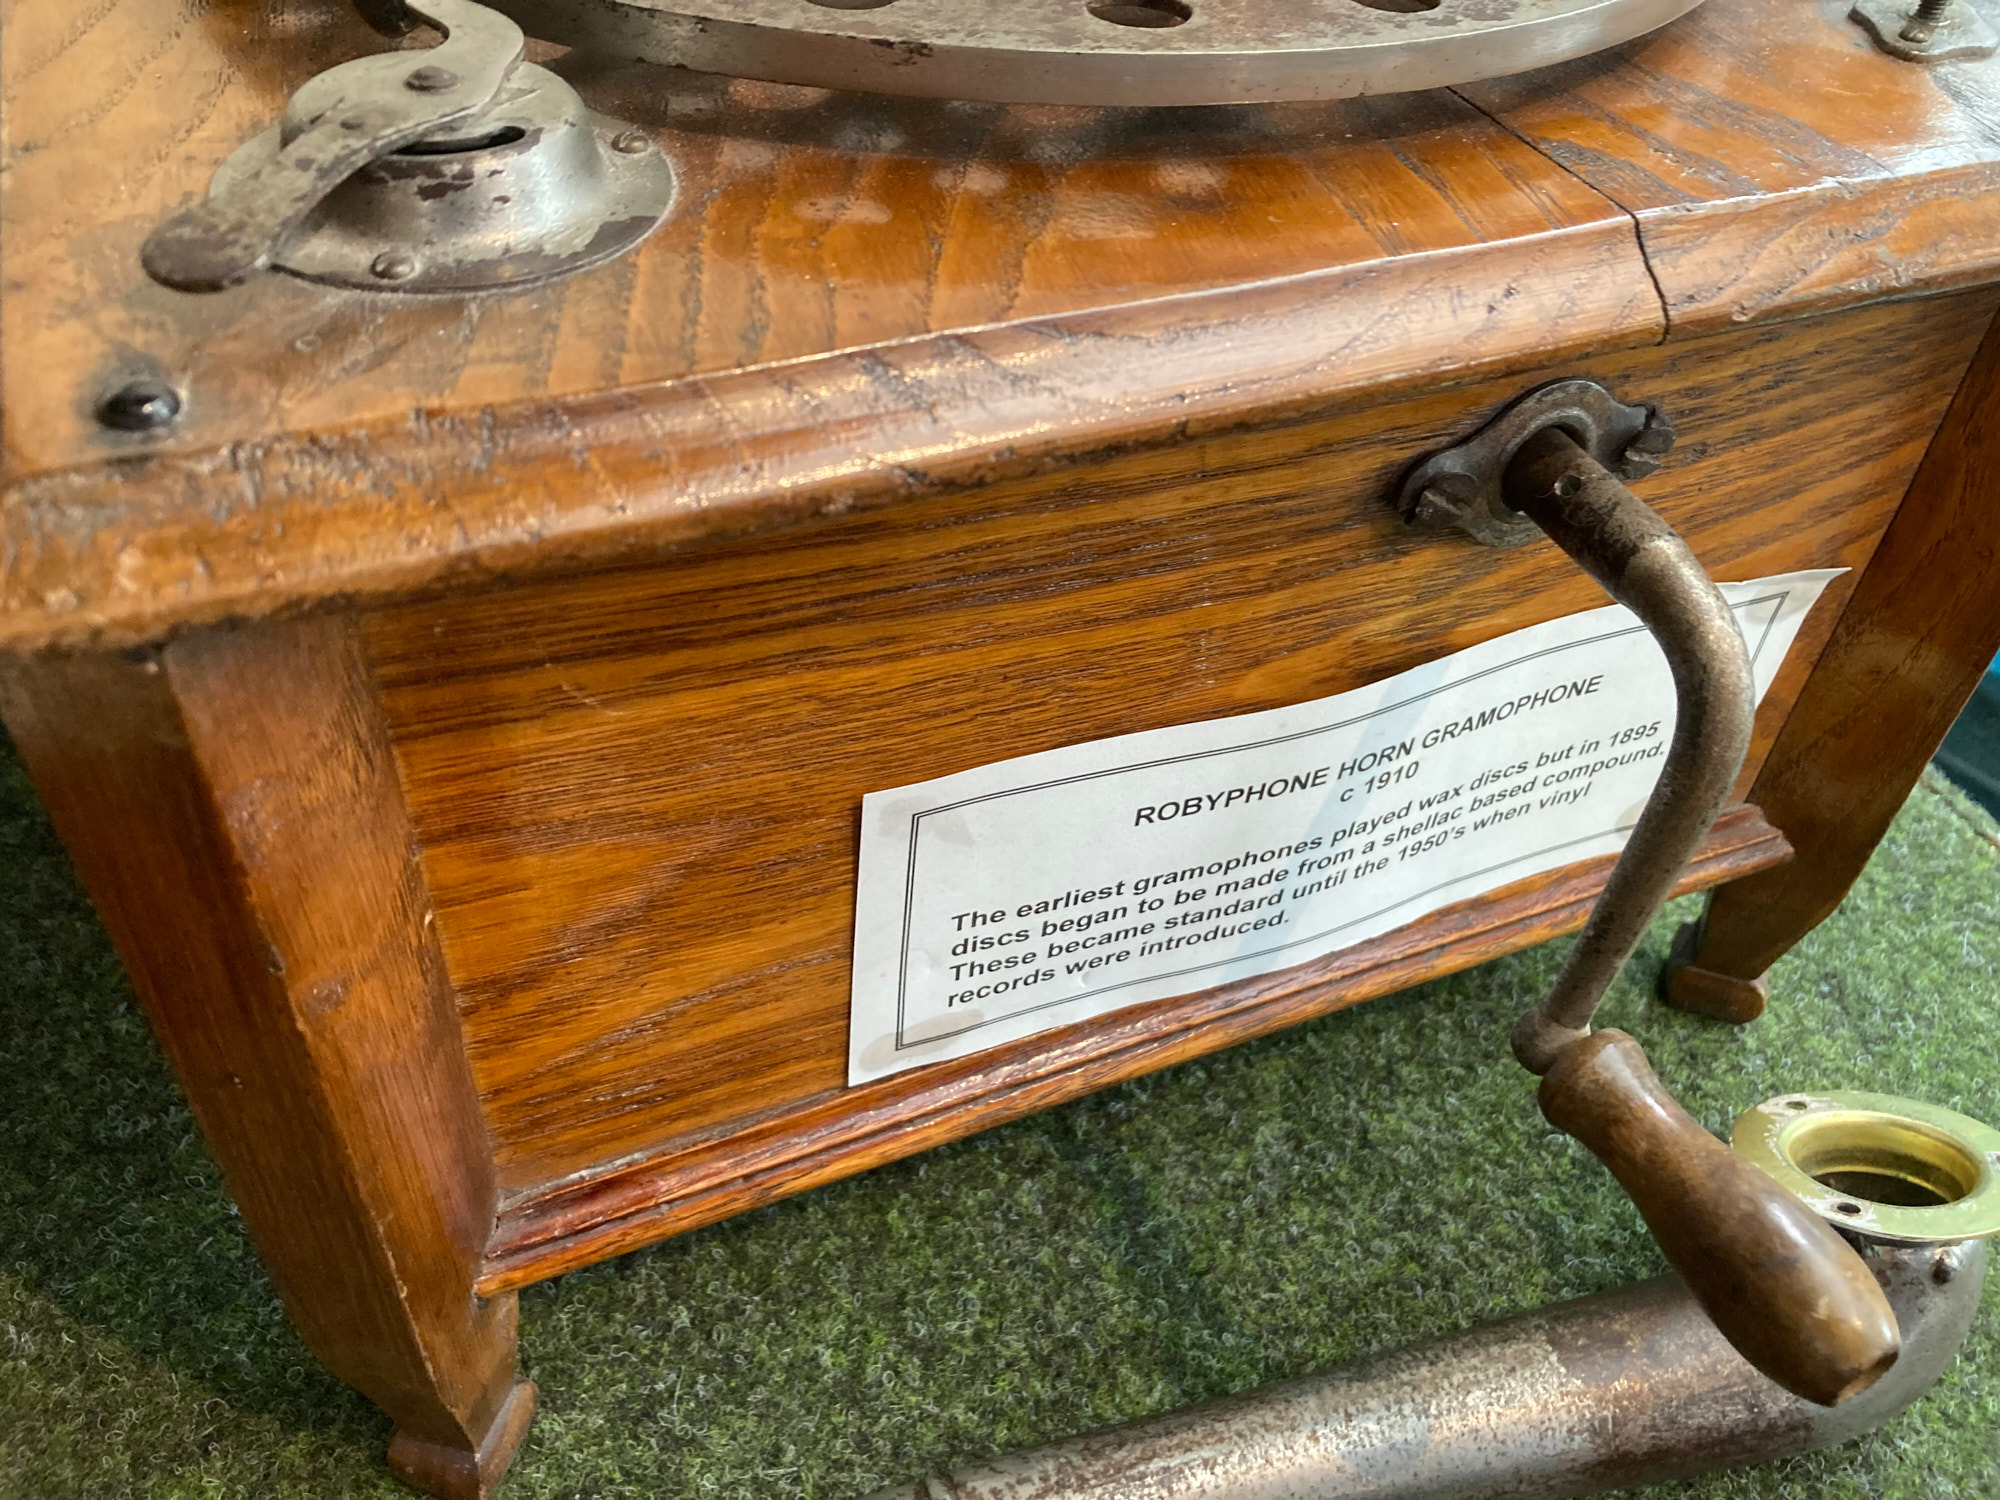 ROBYPHONE HORN GRAMOPHONE
c 1910
The earliest gramophones played wax discs but in 1895
discs began to be made from a shellac based compound.
These became standard until the 1950's when vinyl
records were introduced.